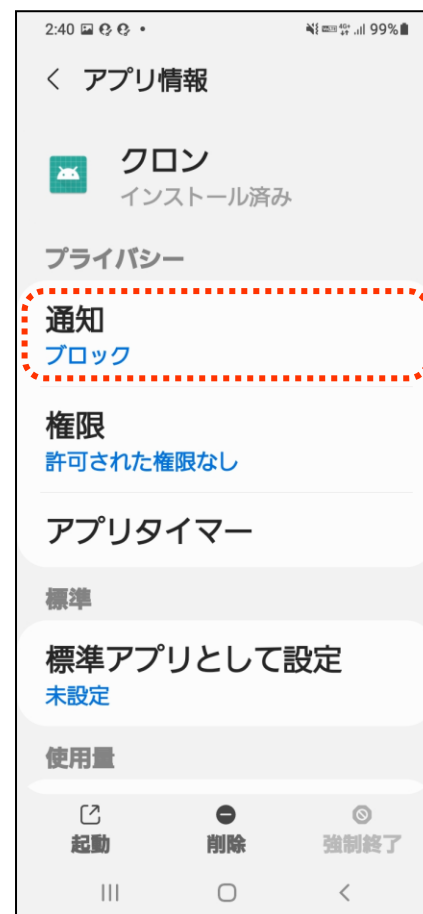 2:40
99%
アプリ情報
クロン
インストール済み
プライバシー
通知
ブロック
権限
許可された権限なし
アプリタイマー
標準
標準アプリとして設定
未設定
使用量
起動 削除 強制終了